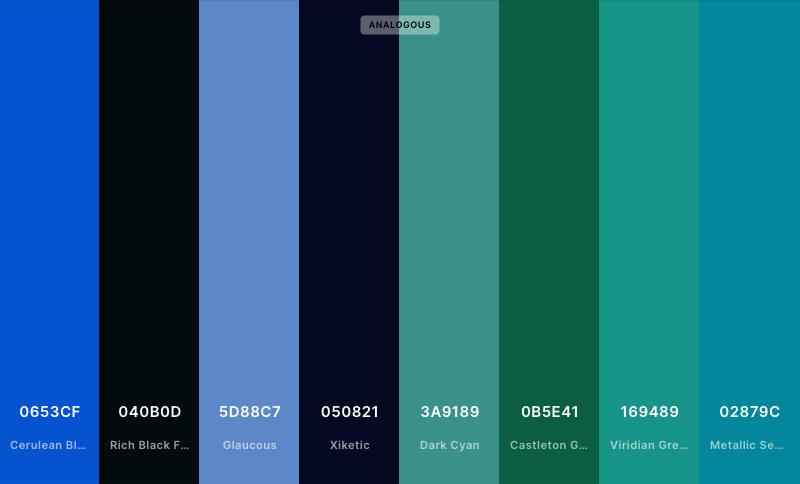 ANALOGOUS
0653CF 040B0D 5D88C7 050821 3A9189 0B5E41 169489 02879C
Cerulean Bl... Rich Black F... Glaucous Xiketic Dark Cyan Castleton G... Viridian Gre... Metallic Se...